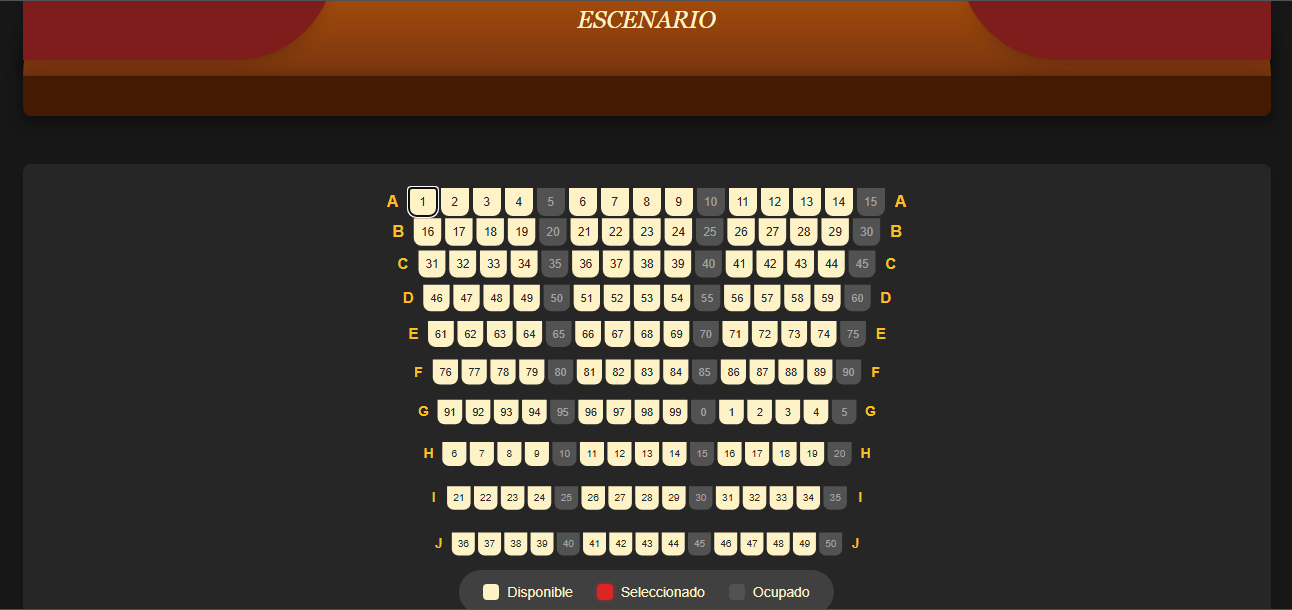 ESCENARIO
A 1 2 3 4 5 6 7 8 9 10 11 12 13 14 15 A
B 16 17 18 19 20 21 22 23 24 25 26 27 28 29 30 B
C 31 32 33 34 35 36 37 38 39 40 41 42 43 44 45 C
D 46 47 48 49 50 51 52 53 54 55 56 57 58 59 60 D
E 61 62 63 64 65 66 67 68 69 70 71 72 73 74 75 E
F 76 77 78 79 80 81 82 83 84 85 86 87 88 89 90 F
G 91 92 93 94 95 96 97 98 99 0 1 2 3 4 5 G
H 6 7 8 9 10 11 12 13 14 15 16 17 18 19 20 H
I 21 22 23 24 25 26 27 28 29 30 31 32 33 34 35 I
J 36 37 38 39 40 41 42 43 44 45 46 47 48 49 50 J
Disponible Seleccionado Ocupado